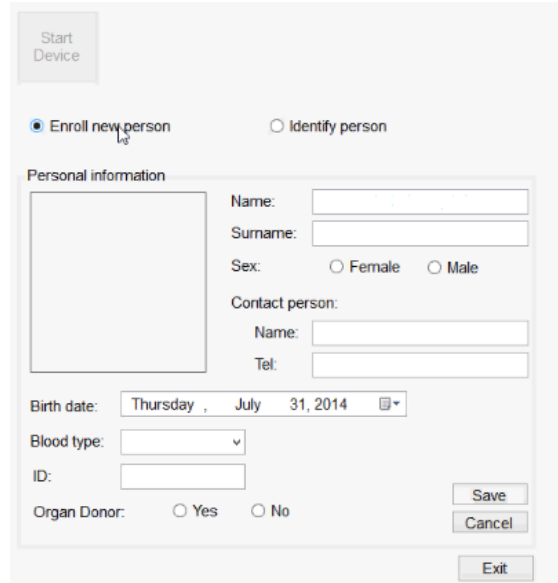 Start
Device
Enroll new person
Identify person
Personal information
Name:
Surname:
Sex: Female Male
Contact person:
Name:
Tel:
Birth date: Thursday , July 31, 2014
Blood type:
ID:
Organ Donor: Yes No
Save
Cancel
Exit